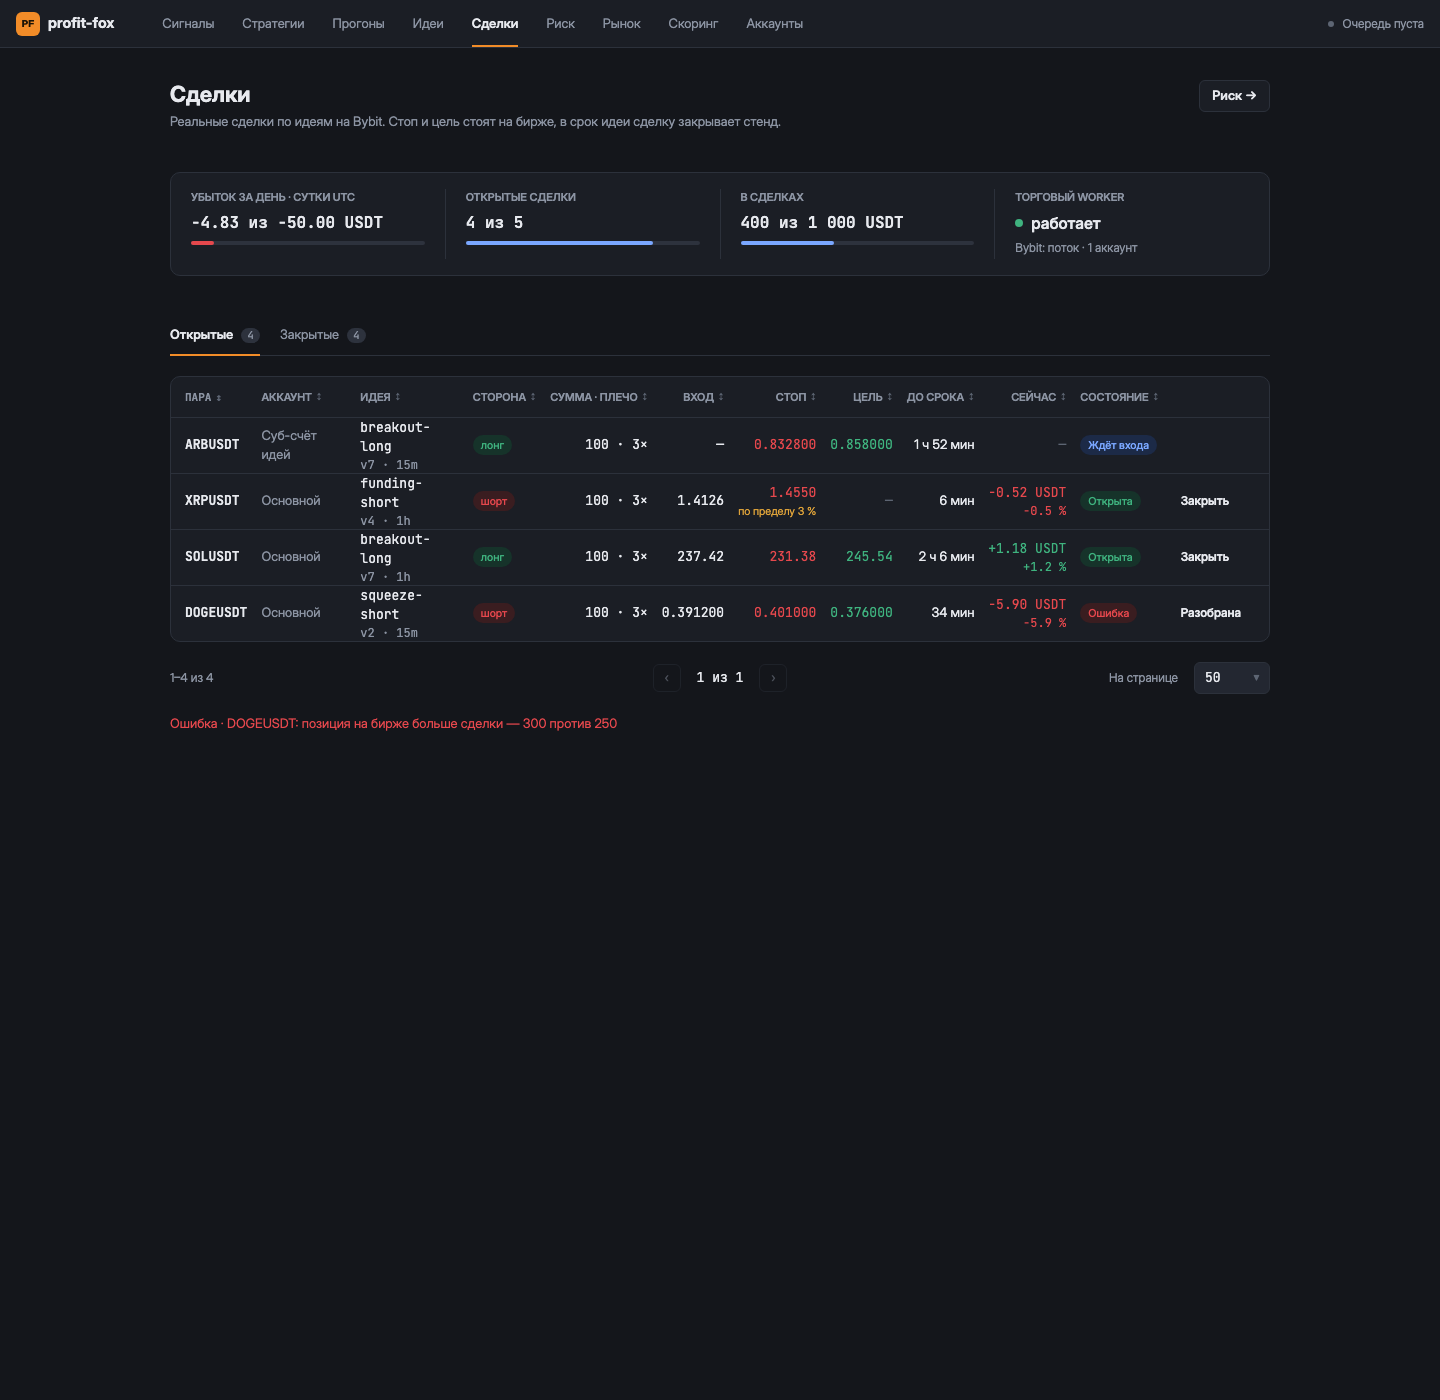 PF profit-fox Сигналы Стратегии Прогоны Идеи Сделки Риск Рынок Скоринг Аккаунты Очередь пуста
Сделки
Риск →
Реальные сделки по идеям на Bybit. Стоп и цель стоят на бирже, в срок идеи сделку закрывает стенд.
УБЫТОК ЗА ДЕНЬ · СУТКИ UTC
-4.83 из -50.00 USDT
ОТКРЫТЫЕ СДЕЛКИ
4 из 5
В СДЕЛКАХ
400 из 1 000 USDT
ТОРГОВЫЙ WORKER
работает
Bybit: поток · 1 аккаунт
Открытые 4 Закрытые 4
ПАРА ↕ АККАУНТ ↕ ИДЕЯ ↕ СТОРОНА ↕ СУММА · ПЛЕЧО ↕ ВХОД ↕ СТОП ↕ ЦЕЛЬ ↕ ДО СРОКА ↕ СЕЙЧАС ↕ СОСТОЯНИЕ ↕
ARBUSDT Суб-счёт идей breakout-long v7 · 15m лонг 100 · 3× — 0.832800 0.858000 1 ч 52 мин — Ждёт входа
XRPUSDT Основной funding-short v4 · 1h шорт 100 · 3× 1.4126 1.4550 по пределу 3 % — 6 мин -0.52 USDT -0.5 % Открыта Закрыть
SOLUSDT Основной breakout-long v7 · 1h лонг 100 · 3× 237.42 231.38 245.54 2 ч 6 мин +1.18 USDT +1.2 % Открыта Закрыть
DOGEUSDT Основной squeeze-short v2 · 15m шорт 100 · 3× 0.391200 0.401000 0.376000 34 мин -5.90 USDT -5.9 % Ошибка Разобрана
1–4 из 4 ‹ 1 из 1 › На странице 50 ▾
Ошибка · DOGEUSDT: позиция на бирже больше сделки — 300 против 250